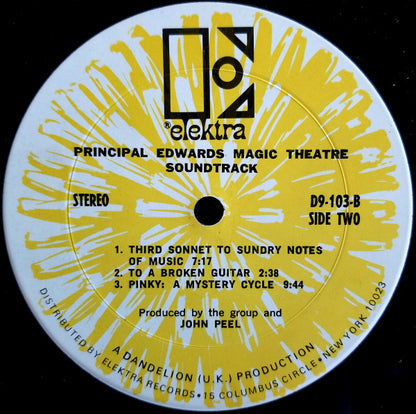 ® elektra
PRINCIPAL EDWARDS MAGIC THEATRE
SOUNDTRACK
STEREO
D9-103-B
SIDE TWO
1. THIRD SONNET TO SUNDRY NOTES
OF MUSIC 7:17
2. TO A BROKEN GUITAR 2:38
3. PINKY: A MYSTERY CYCLE 9:44
Produced by the group and
JOHN PEEL
A DANDELION (U.K.) PRODUCTION
DISTRIBUTED BY ELEKTRA RECORDS • 15 COLUMBUS CIRCLE • NEW YORK 10023